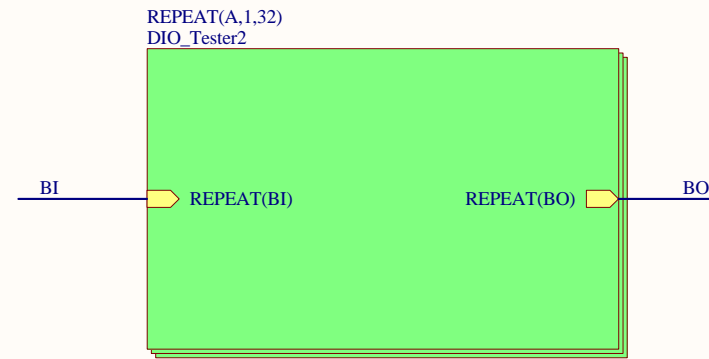 REPEAT(A,1,32)
DIO_Tester2
BI
REPEAT(BI)
REPEAT(BO)
BO